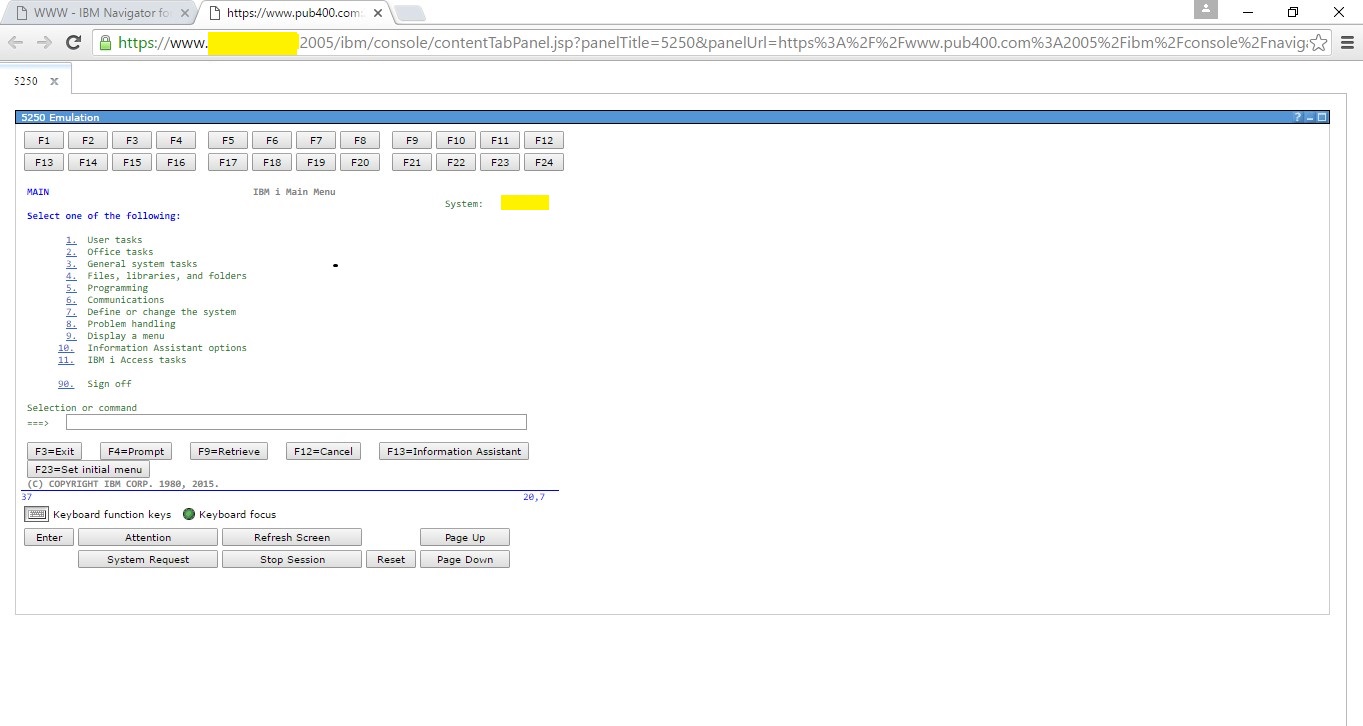 WWW - IBM Navigator fo
https://www.pub400.com:
https://www. 2005/ibm/console/contentTabPanel.jsp?panelTitle=5250&panelUrl=https%3A%2F%2Fwww.pub400.com%3A2005%2Fibm%2Fconsole%2Fnavig
5250 x
5250 Emulation ?
F1 F2 F3 F4 F5 F6 F7 F8 F9 F10 F11 F12
F13 F14 F15 F16 F17 F18 F19 F20 F21 F22 F23 F24
MAIN IBM i Main Menu
System:
Select one of the following:
1. User tasks
2. Office tasks
3. General system tasks
4. Files, libraries, and folders
5. Programming
6. Communications
7. Define or change the system
8. Problem handling
9. Display a menu
10. Information Assistant options
11. IBM i Access tasks
90. Sign off
Selection or command
===>
F3=Exit F4=Prompt F9=Retrieve F12=Cancel F13=Information Assistant
F23=Set initial menu
(C) COPYRIGHT IBM CORP. 1980, 2015.
37 20,7
Keyboard function keys Keyboard focus
Enter Attention Refresh Screen Page Up
System Request Stop Session Reset Page Down